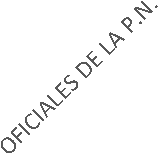 OFICIALES DE LA P.N.